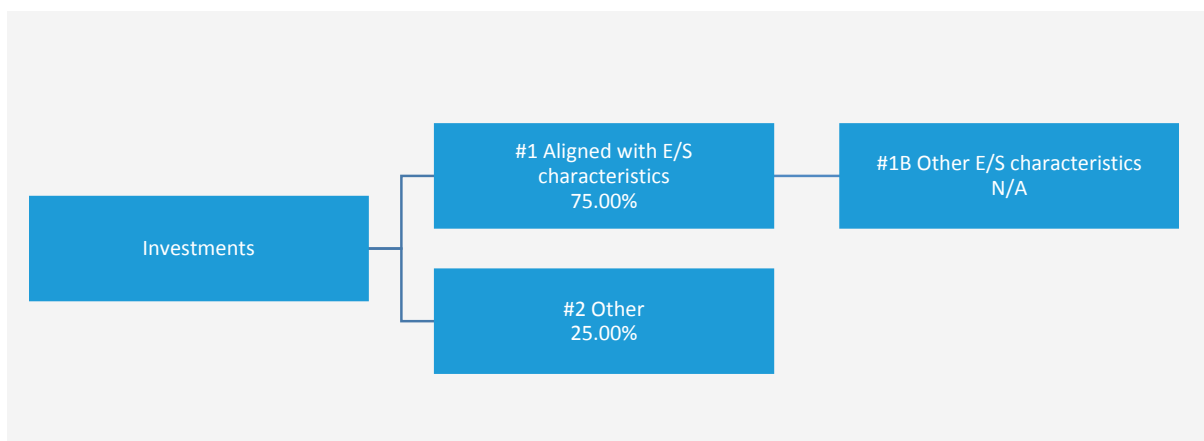 #1 Aligned with E/S
characteristics
75.00%
#1B Other E/S characteristics
N/A
Investments
#2 Other
25.00%